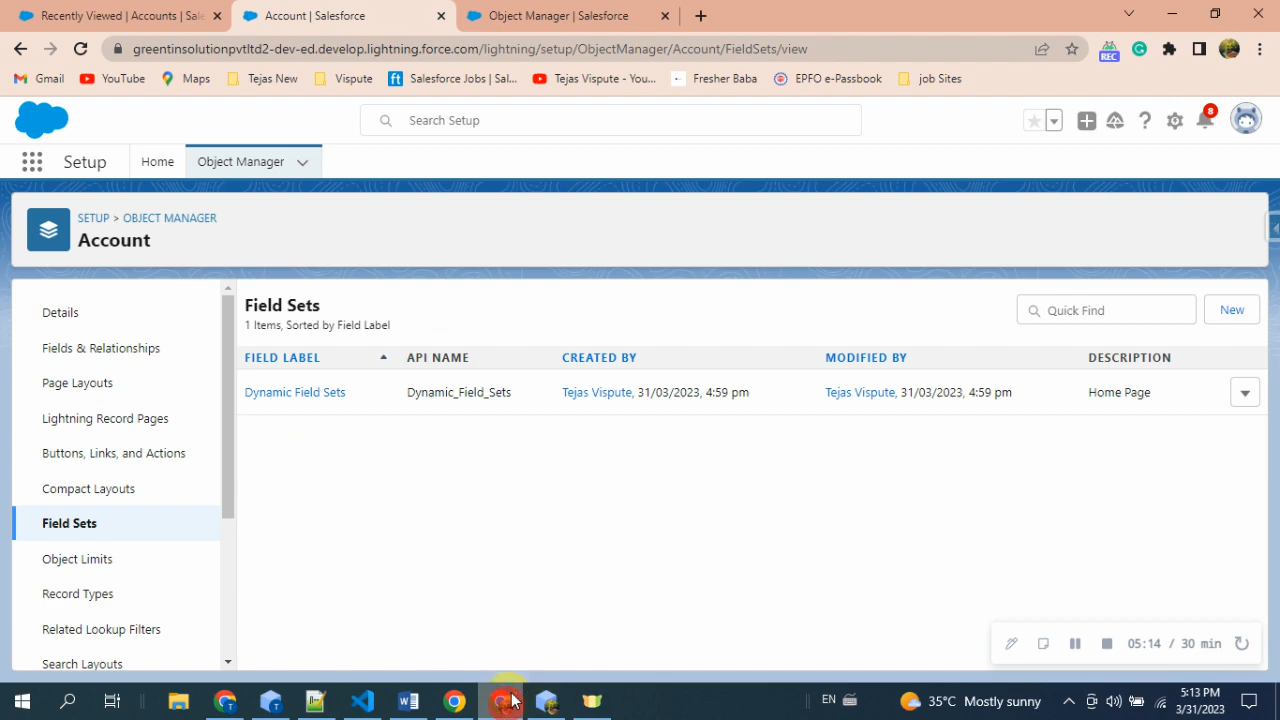 Recently Viewed | Accounts | Sale
Account | Salesforce
Object Manager | Salesforce
greentinsolutionpvtltd2-dev-ed.develop.lightning.force.com/lightning/setup/ObjectManager/Account/FieldSets/view
REC
Gmail
YouTube
Maps
Tejas New
Vispute
Salesforce Jobs | Sal...
Tejas Vispute - You...
Fresher Baba
EPFO e-Passbook
job Sites
Search Setup
8
Setup
Home
Object Manager
SETUP > OBJECT MANAGER
Account
Details
Fields & Relationships
Page Layouts
Lightning Record Pages
Buttons, Links, and Actions
Compact Layouts
Field Sets
Object Limits
Record Types
Related Lookup Filters
Search Layouts
Field Sets
1 Items, Sorted by Field Label
Quick Find
New
FIELD LABEL
API NAME
CREATED BY
MODIFIED BY
DESCRIPTION
Dynamic Field Sets
Dynamic_Field_Sets
Tejas Vispute, 31/03/2023, 4:59 pm
Tejas Vispute, 31/03/2023, 4:59 pm
Home Page
05:14 / 30 min
EN
35°C Mostly sunny
5:13 PM
3/31/2023